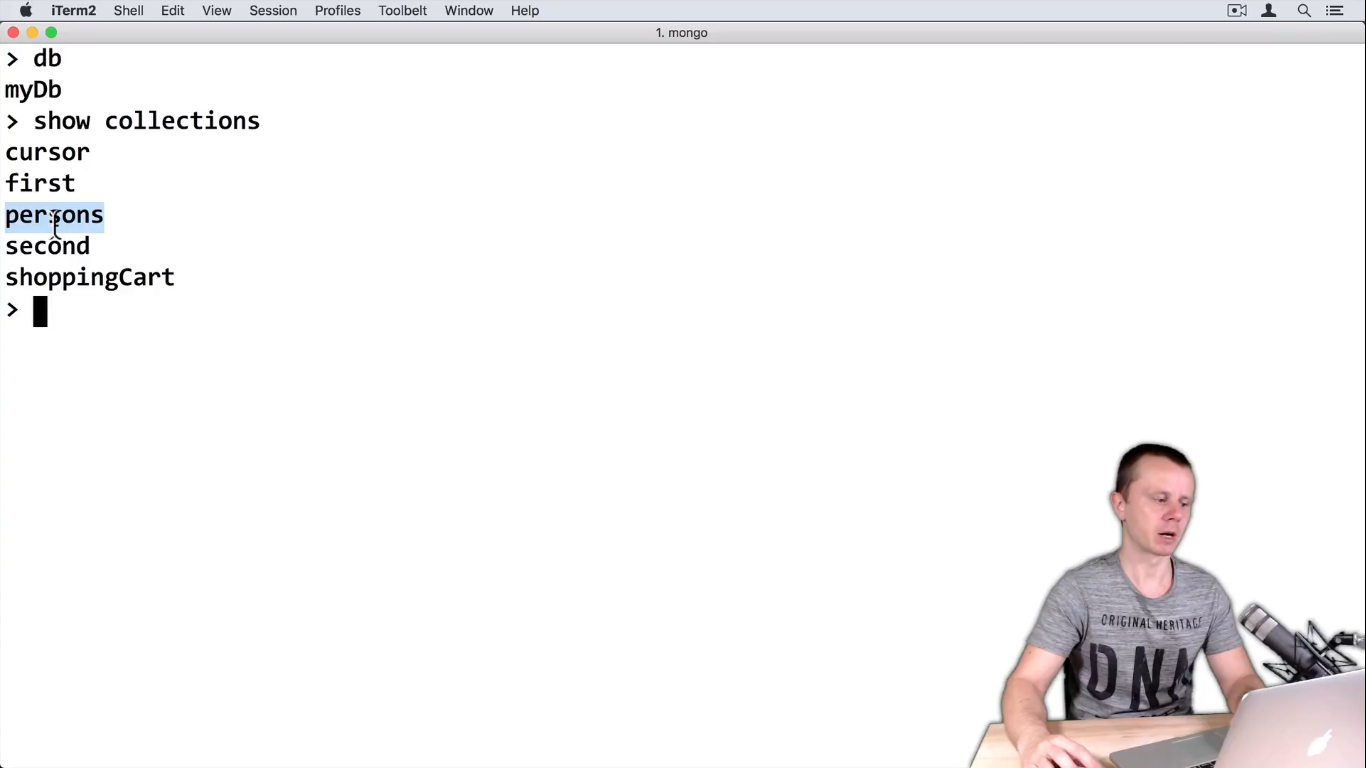 iTerm2 Shell Edit View Session Profiles Toolbelt Window Help
1. mongo
> db
myDb
> show collections
cursor
first
persons
second
shoppingCart
>
ORIGINAL HERITAGE
DNA